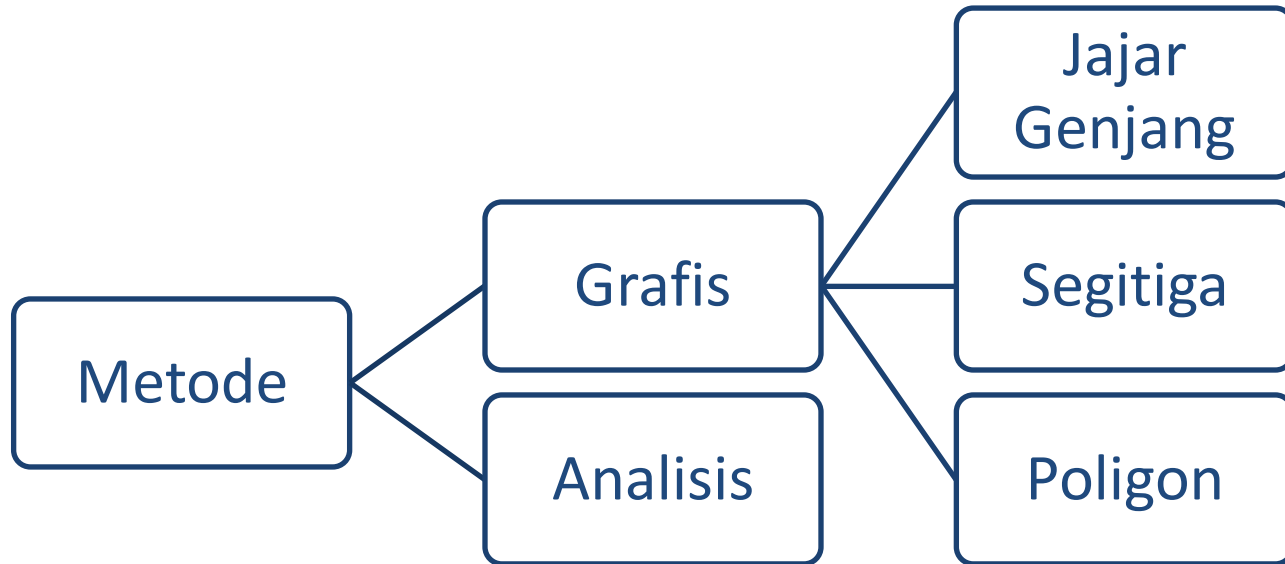 Metode
Grafis
Analisis
Jajar
Genjang
Segitiga
Poligon